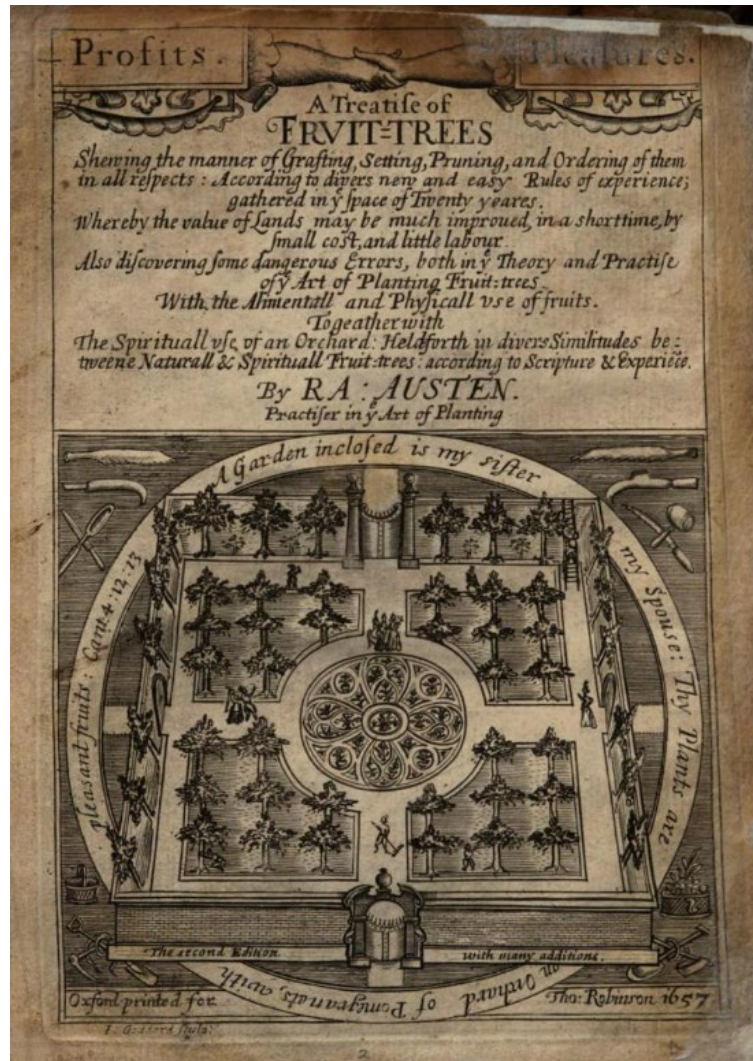 Profits.
Pleasures.
A Treatiſe of
FRVIT=TREES
Shewing the manner of Grafting, Setting, Pruning, and Ordering of them
in all reſpects: According to divers new and easy Rules of experience;
gathered in yͤ ſpace of Twenty yeares.
Whereby the value of Lands may be much improued, in a shorttime, by
ſmall cost, and little labour.
Also diſcovering ſome dangerous Errors, both in yͤ Theory and Practiſe
of yͤ Art of Planting Fruit=trees.
With the Alimentall and Phyſicall vse of fruits.
Togeather with
The Spirituall vſe of an Orchard: Held forth in divers Similitudes be=
tweene Naturall & Spirituall Fruit=trees: according to Scripture & Experiēce.
By RA: AUSTEN.
Practiſer in yͤ Art of Planting
A Garden incloſed is my siſter
my Spouse: Thy Plants are
an Orchard of Pomgranats, with
pleasant fruits: Cant: 4: 12: 13
The second Edition
with many additions.
Oxford printed for
Tho: Robinson 1657